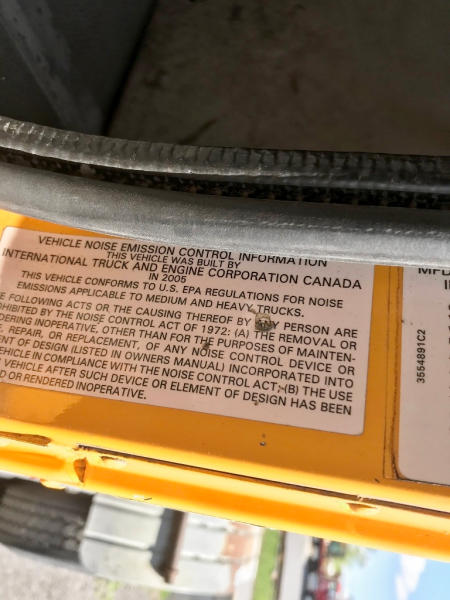 VEHICLE NOISE EMISSION CONTROL INFORMATION
THIS VEHICLE WAS BUILT BY
INTERNATIONAL TRUCK AND ENGINE CORPORATION CANADA
IN 2005
THIS VEHICLE CONFORMS TO U.S. EPA REGULATIONS FOR NOISE
EMISSIONS APPLICABLE TO MEDIUM AND HEAVY TRUCKS.
E FOLLOWING ACTS OR THE CAUSING THEREOF BY Y PERSON ARE
HIBITED BY THE NOISE CONTROL ACT OF 1972: (A) THE REMOVAL OR
DERING INOPERATIVE. OTHER THAN FOR THE PURPOSES OF MAINTEN-
E. REPAIR, OR REPLACEMENT, OF ANY NOISE CONTROL DEVICE OR
ENT OF DESIGN (LISTED IN OWNERS MANUAL) INCORPORATED INTO
EHICLE IN COMPLIANCE WITH THE NOISE CONTROL ACT; (B) THE USE
VEHICLE AFTER SUCH DEVICE OR ELEMENT OF DESIGN HAS BEEN
D OR RENDERED INOPERATIVE.
MFD
3554891C2